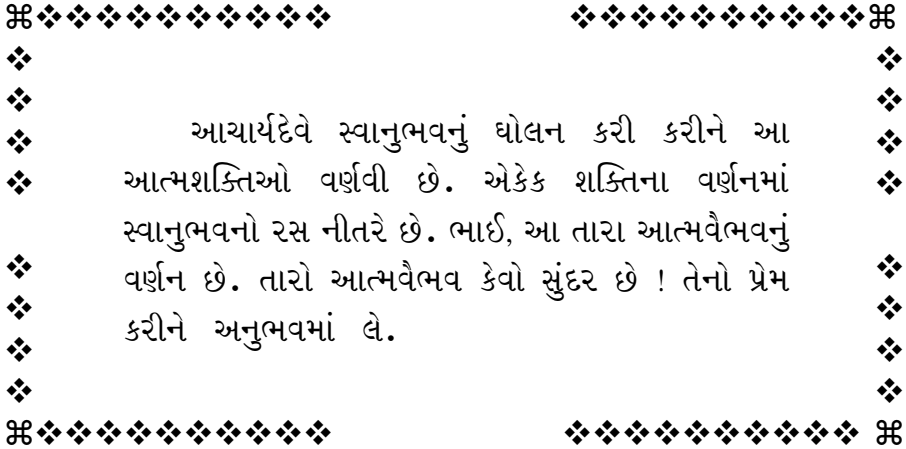 આચાર્યદેવે સ્વાનુભવનું ઘોલન કરી કરીને આ
આત્મશક્તિઓ વર્ણવી છે. એકેક શક્તિના વર્ણનમાં
સ્વાનુભવનો રસ નીતરે છે. ભાઈ, આ તારા આત્મવૈભવનું
વર્ણન છે. તારો આત્મવૈભવ કેવો સુંદર છે ! તેનો પ્રેમ
કરીને અનુભવમાં લે.